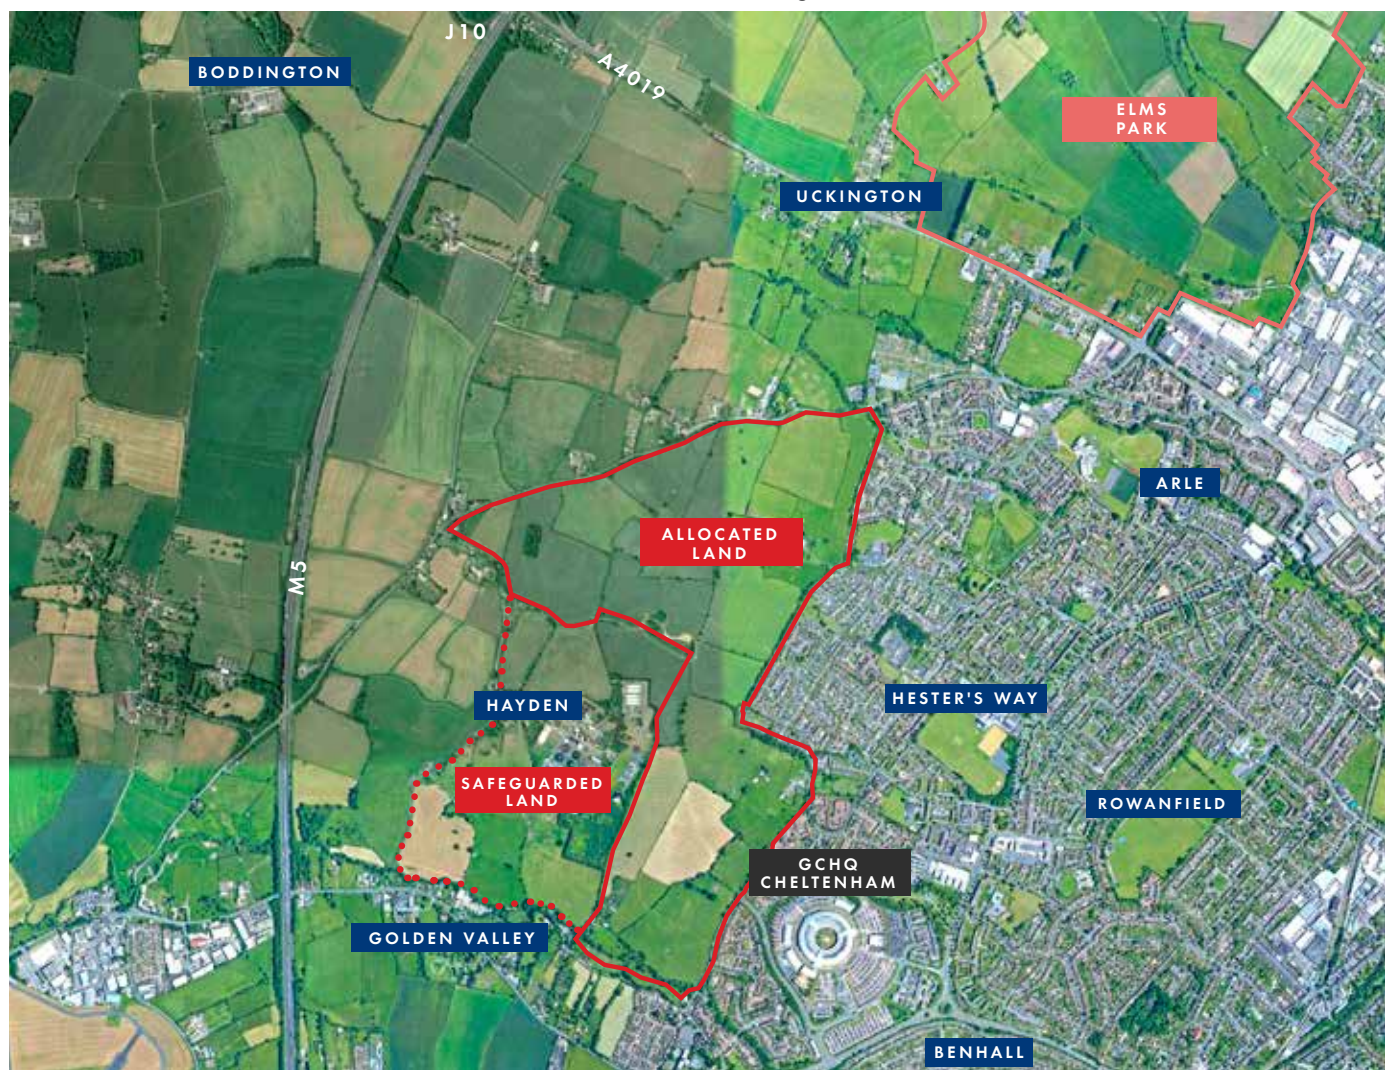 J10
A4019
BODDINGTON
ELMS
PARK
UCKINGTON
ARLE
ALLOCATED
LAND
M5
HAYDEN
HESTER'S WAY
SAFEGUARDED
LAND
ROWANFIELD
GCHQ
CHELTENHAM
GOLDEN VALLEY
BENHALL